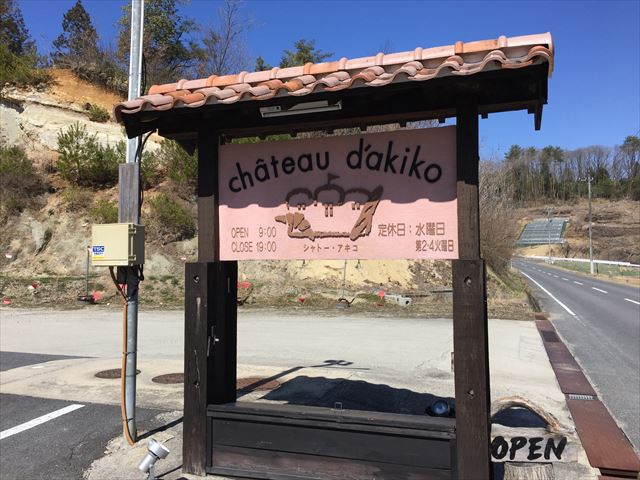 château d'akiko
OPEN 9:00
CLOSE 19:00
シャトー・アキコ
定休日:水曜日
第2・4火曜日
TSC
OPEN